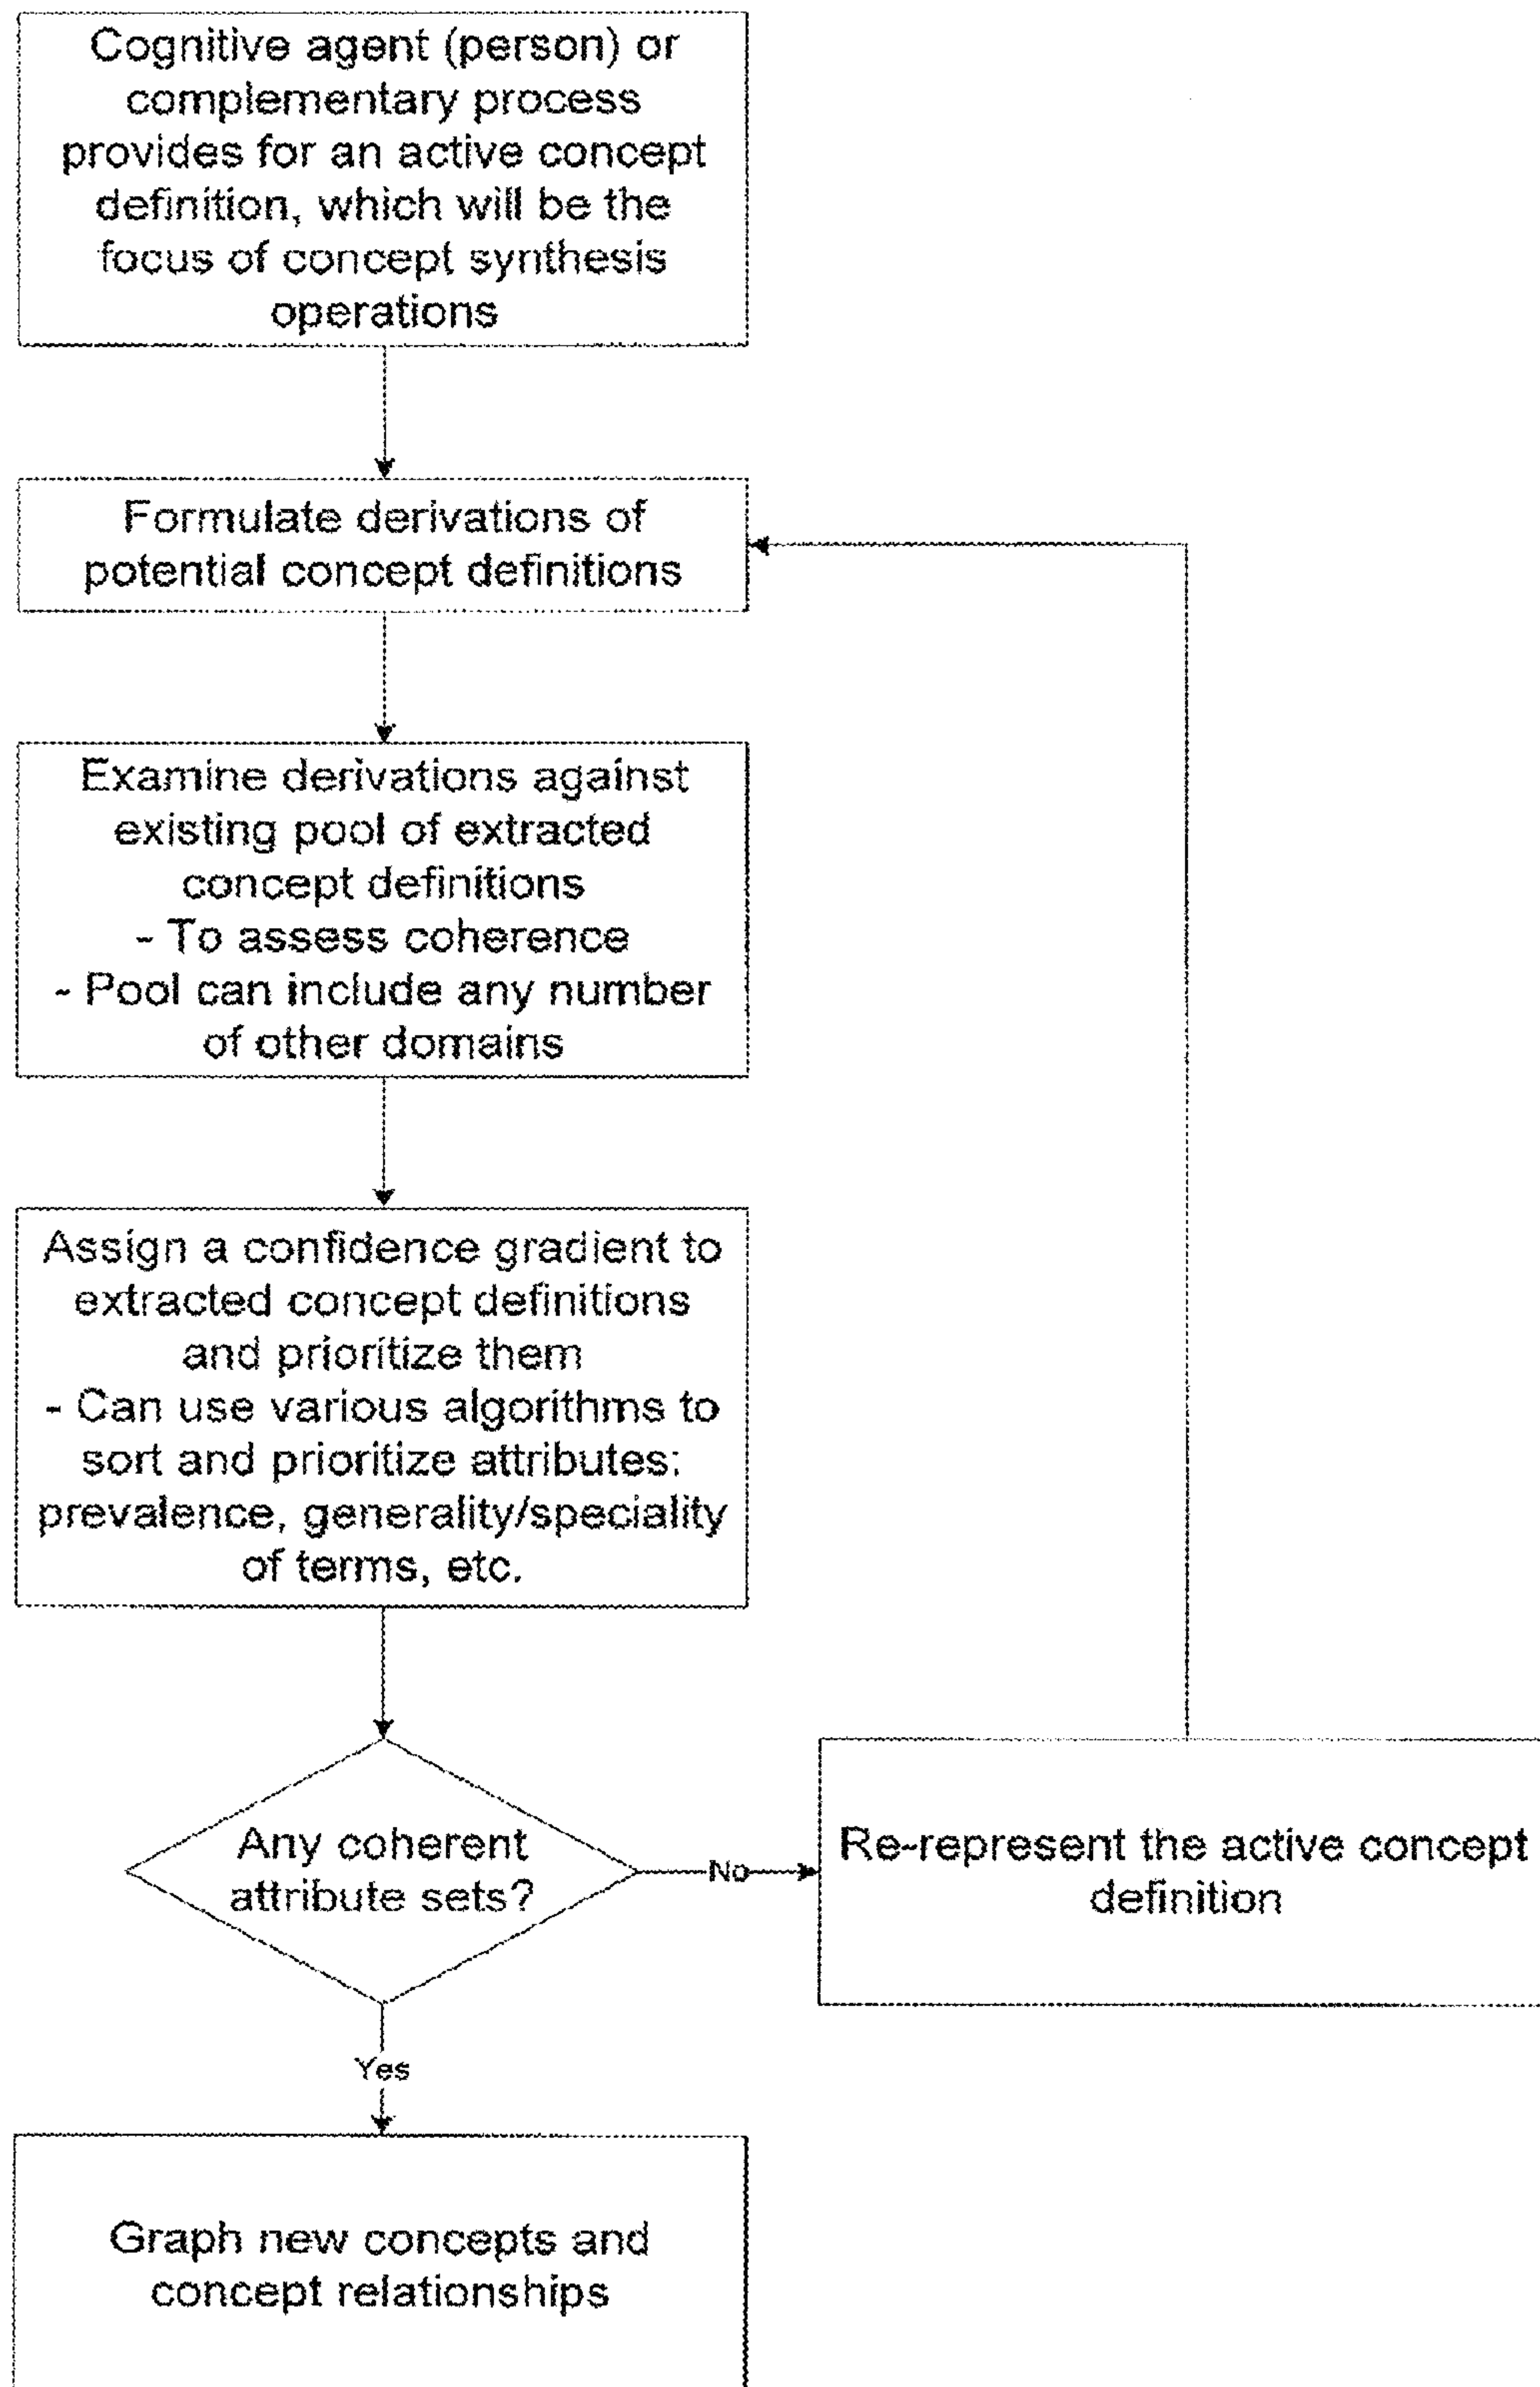 Cognitive agent (person) or
complementary process
provides for an active concept
definition, which will be the
focus of concept synthesis
operations
Formulate derivations of
potential concept definitions
Examine derivations against
existing pool of extracted
concept definitions
- To assess coherence
- Pool can include any number
of other domains
Assign a confidence gradient to
extracted concept definitions
and prioritize them
- Can use various algorithms to
sort and prioritize attributes:
prevalence, generality/speciality
of terms, etc.
Any coherent
attribute sets?
No
Re-represent the active concept
definition
Yes
Graph new concepts and
concept relationships